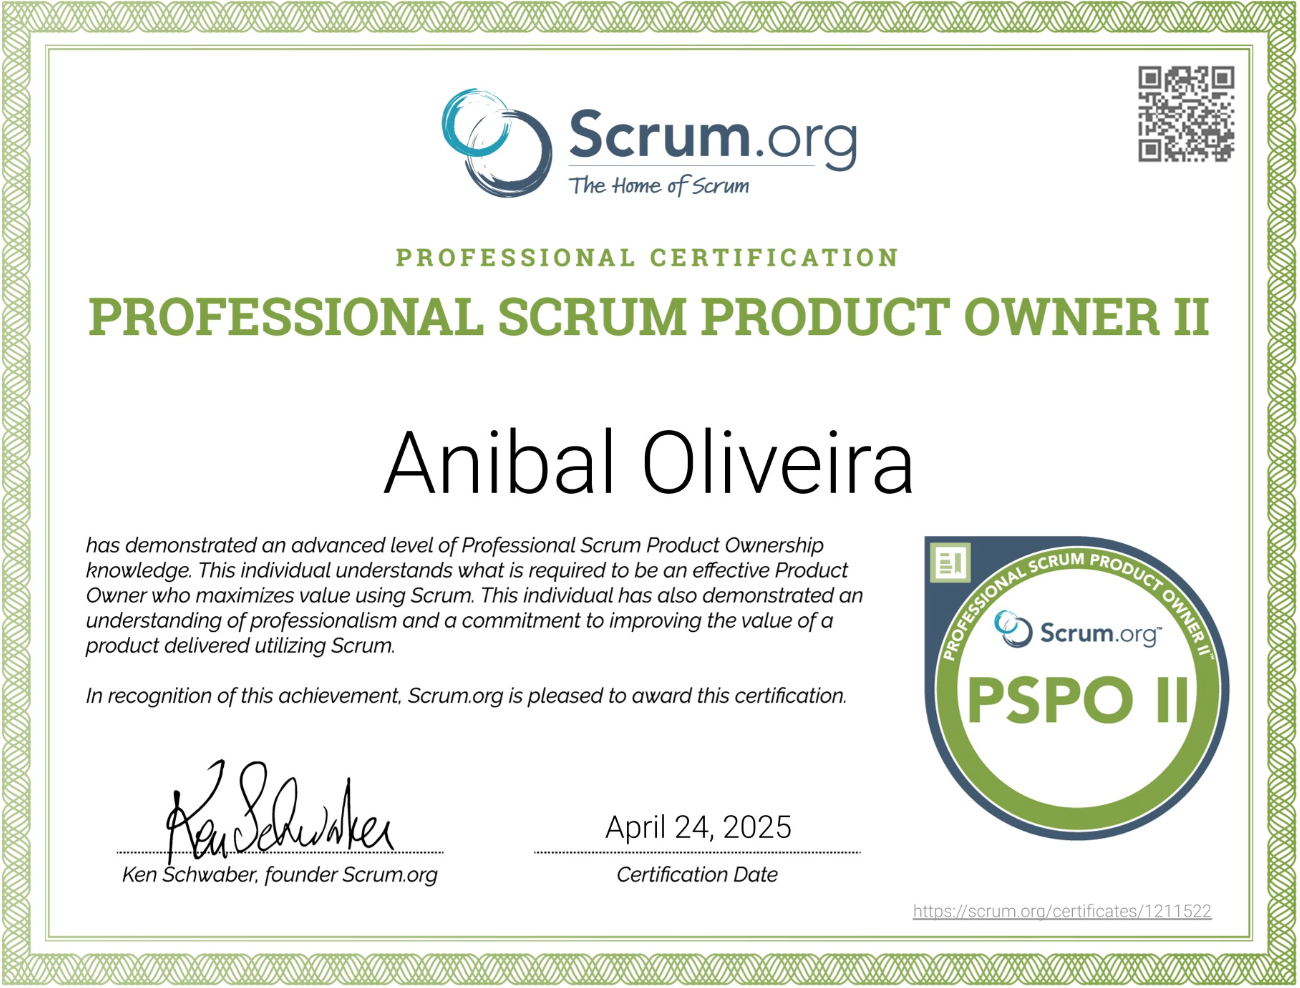 Scrum.org
The Home of Scrum
PROFESSIONAL CERTIFICATION
PROFESSIONAL SCRUM PRODUCT OWNER II
Anibal Oliveira
has demonstrated an advanced level of Professional Scrum Product Ownership
knowledge. This individual understands what is required to be an effective Product
Owner who maximizes value using Scrum. This individual has also demonstrated an
understanding of professionalism and a commitment to improving the value of a
product delivered utilizing Scrum.
In recognition of this achievement, Scrum.org is pleased to award this certification.
PROFESSIONAL SCRUM PRODUCT OWNER II™
Scrum.org™
PSPO II
Ken Schwaber
Ken Schwaber, founder Scrum.org
April 24, 2025
Certification Date
https://scrum.org/certificates/1211522